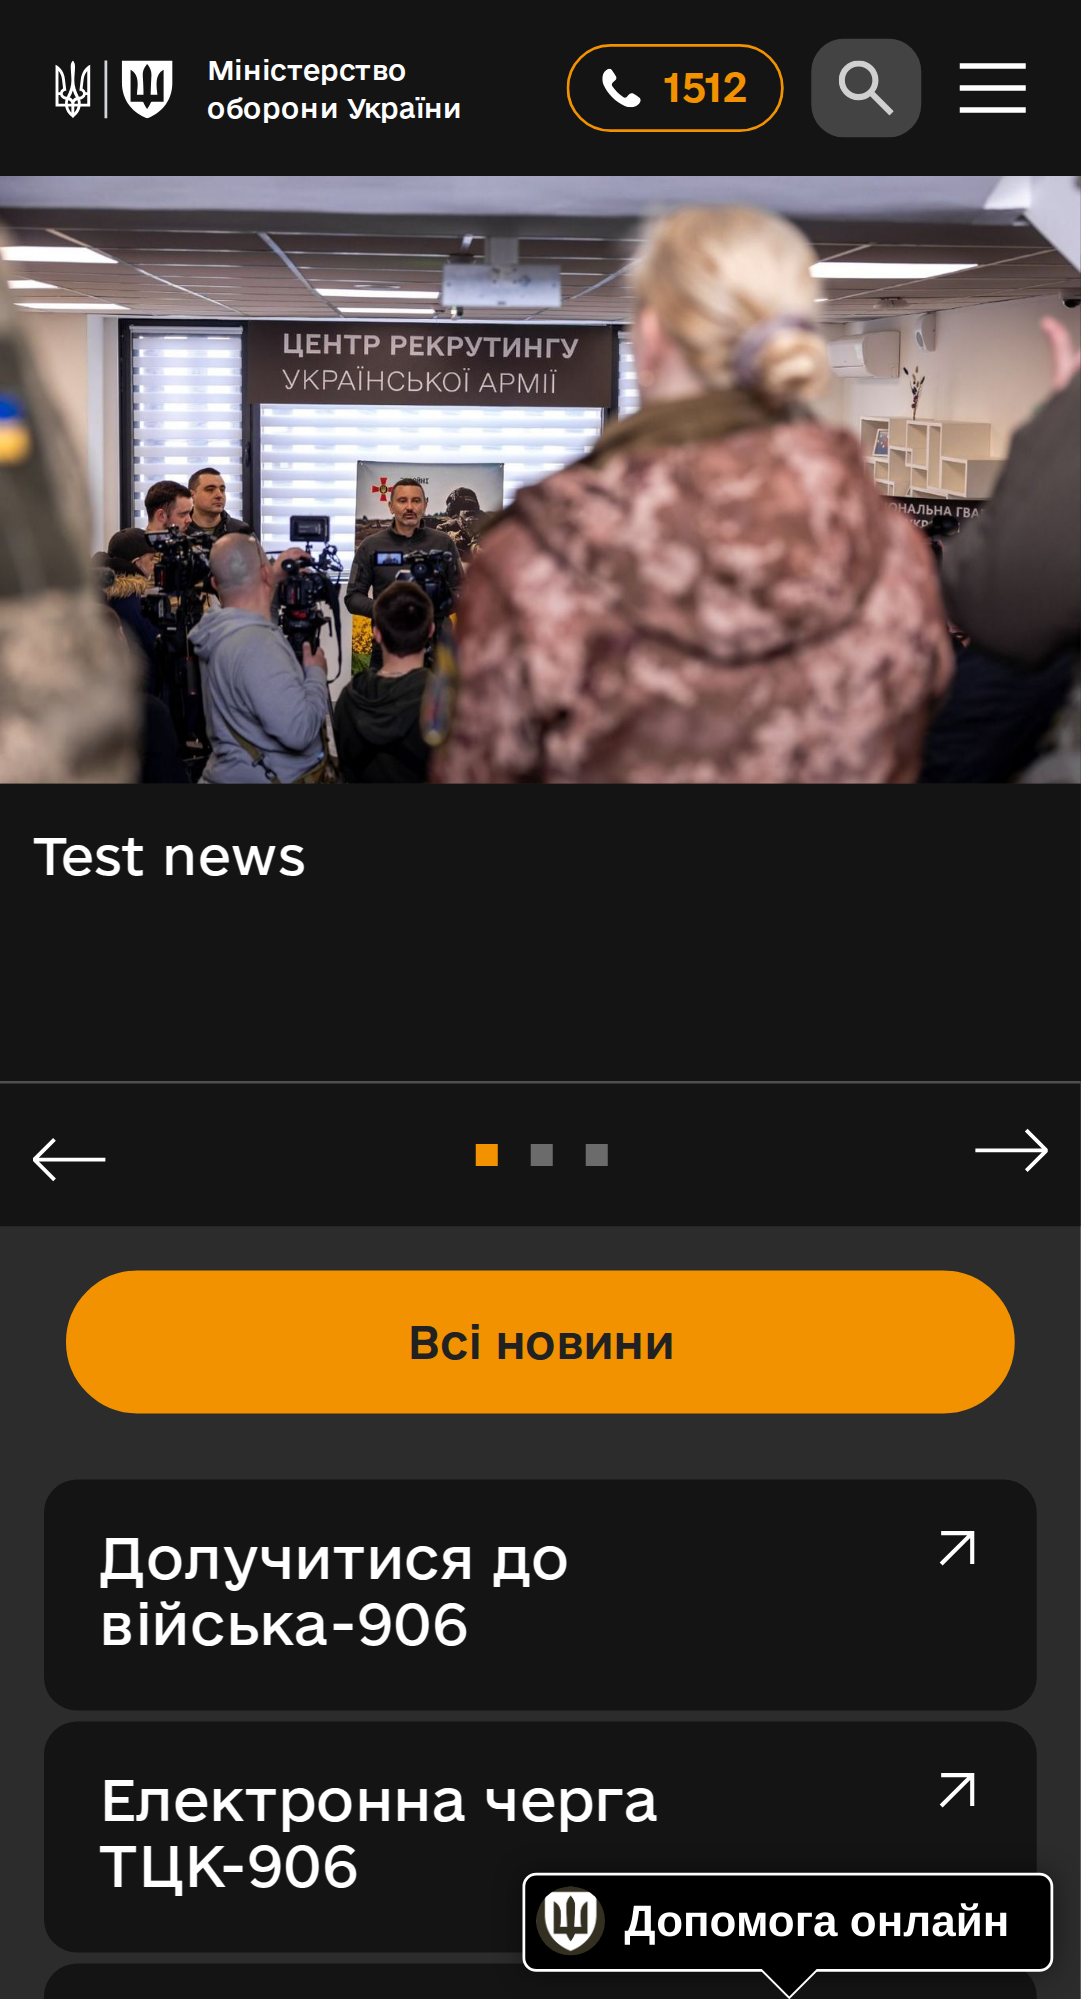 Міністерство
оборони України
1512
ЦЕНТР РЕКРУТИНГУ
УКРАЇНСЬКОЇ АРМІЇ
Test news
Всі новини
Долучитися до
війська-906
Електронна черга
ТЦК-906
Допомога онлайн